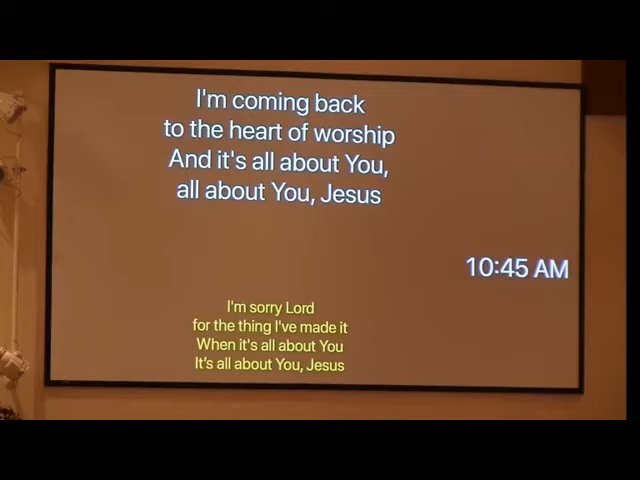 I'm coming back
to the heart of worship
And it's all about You,
all about You, Jesus
10:45 AM
I'm sorry Lord
for the thing I've made it
When it's all about You
It's all about You, Jesus